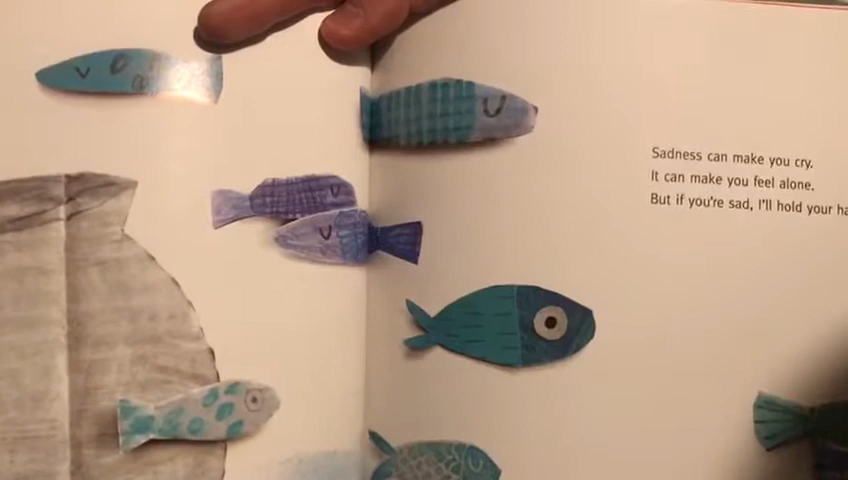 Sadness can make you cry.
It can make you feel alone.
But if you're sad, I'll hold your